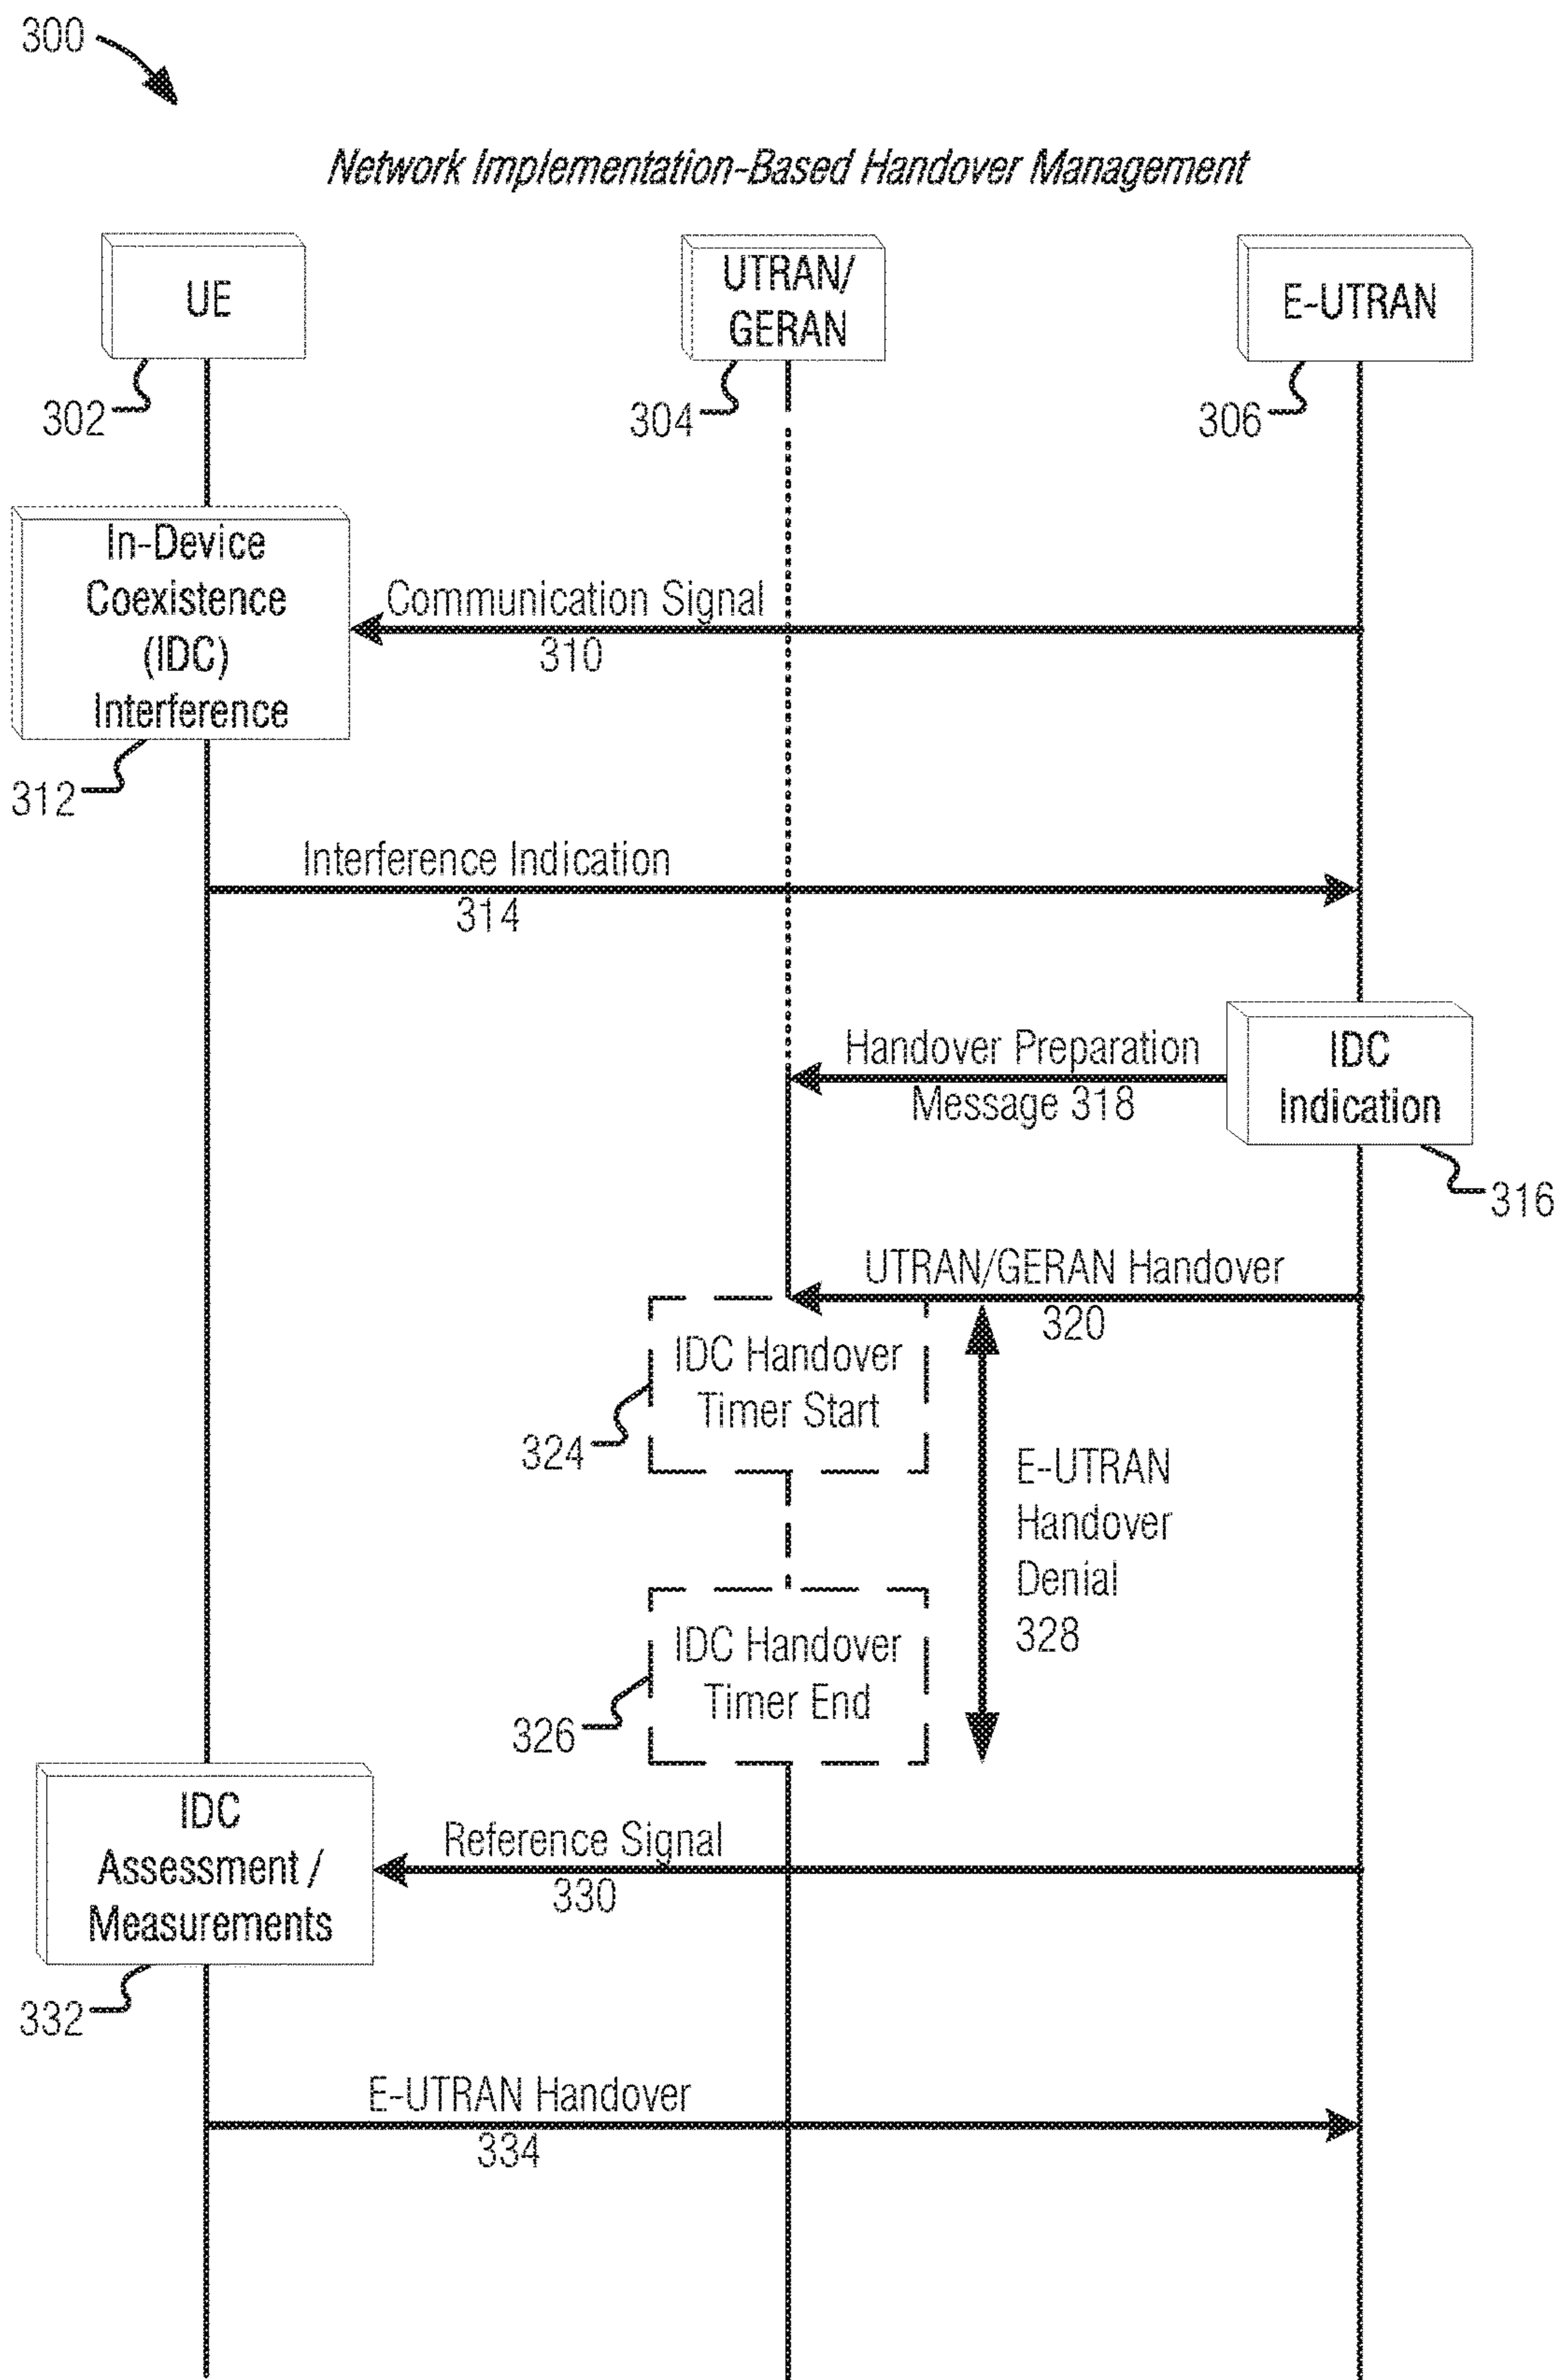 300
Network Implementation-Based Handover Management
UE
UTRAN/
GERAN
E-UTRAN
302
304
306
In-Device
Coexistence
(IDC)
Interference
Communication Signal
310
312
Interference Indication
314
Handover Preparation
Message 318
IDC
Indication
316
UTRAN/GERAN Handover
320
IDC Handover
Timer Start
324
E-UTRAN
Handover
Denial
328
IDC Handover
Timer End
326
IDC
Assessment /
Measurements
Reference Signal
330
332
E-UTRAN Handover
334